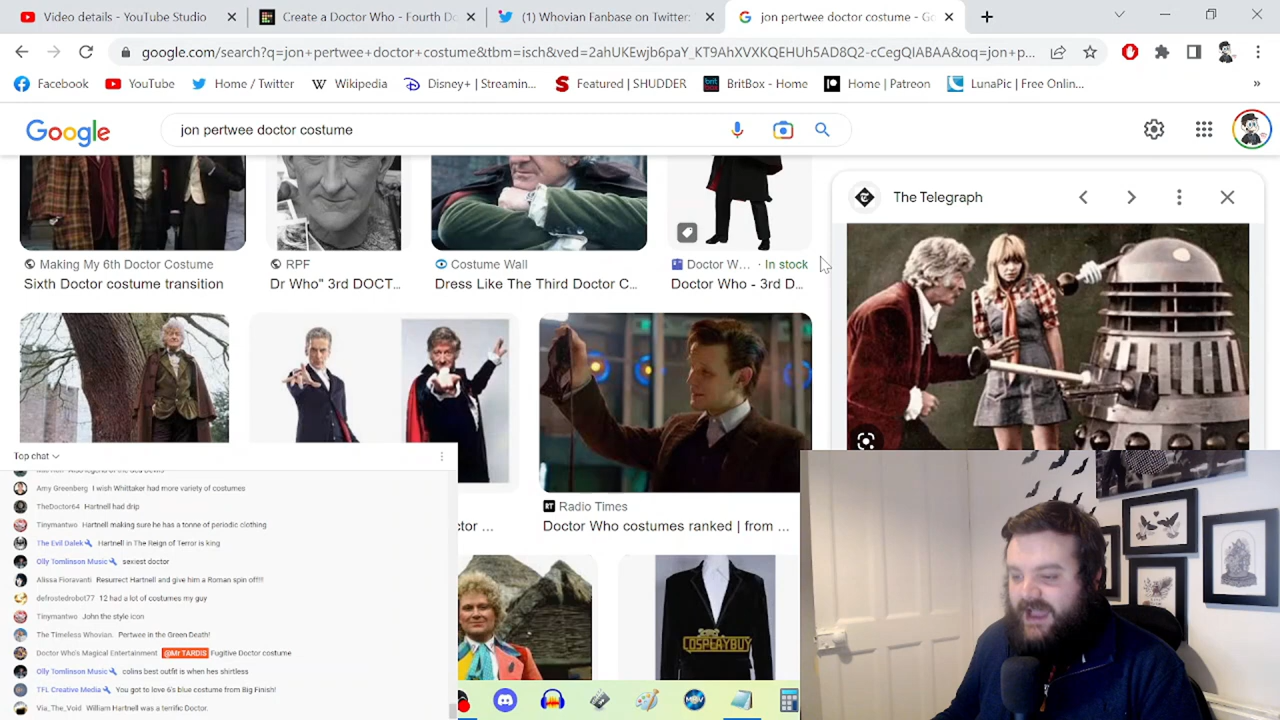 Video details - YouTube S
Create a Doctor Who - Fourth D
(1) Whovian Fanbase on Twitter:
jon pertwee Doctor costume - Go
google.com/search?q=jon+pertwee+doctor+costume&tbm=isch&ved=2ahUKEwjb6paY_KT9AhXVXKQEHUh5AD8Q2-cCegQIABAA&oq=jon+p...
Facebook
YouTube
Home / Twitter
Wikipedia
Disney+ | Streamin...
Featured | SHUDDER
BritBox - Home
Home | Patreon
LunaPic | Free Onlin...
»
Google
jon pertwee doctor costume
The Telegraph
Making My 6th Doctor Costume
Sixth Doctor costume transition
RPF
Dr Who" 3rd DOCT...
Costume Wall
Dress Like The Third Doctor C...
Doctor W... · In stock
Doctor Who - 3rd D...
Radio Times
Doctor Who costumes ranked | from ...
ctor ...
COSPLAYBUY
Top chat
Amy Greenberg I wish Whittaker had more variety of costumes
TheDoctor64 Hartnell had drip
Tinymantwo Hartnell making sure he has a tonne of periodic clothing
The Evil Dalek Hartnell in The Reign of Terror is king
Olly Tomlinson Music sexiest doctor
Alissa Fioravanti Resurrect Hartnell and give him a Roman spin off!!!
defrostedrobot77 12 had a lot of costumes my guy
Tinymantwo John the style icon
The Timeless Whovian. Pertwee in the Green Death!
Doctor Who's Magical Entertainment @Mr TARDIS Fugitive Doctor costume
Olly Tomlinson Music colins best outfit is when hes shirtless
TFL Creative Media You got to love 6's blue costume from Big Finish!
Via_The_Void William Hartnell was a terrific Doctor.